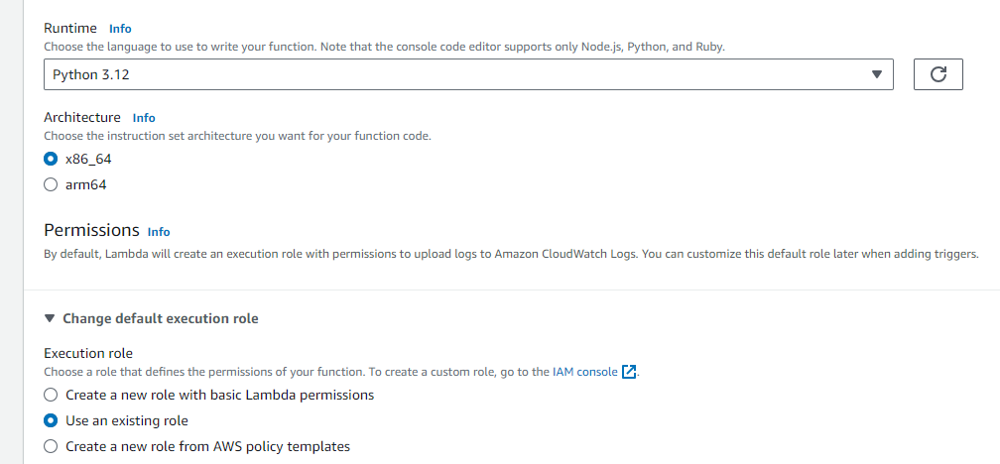 Runtime Info
Choose the language to use to write your function. Note that the console code editor supports only Node.js, Python, and Ruby.
Python 3.12
Architecture Info
Choose the instruction set architecture you want for your function code.
x86_64
arm64
Permissions Info
By default, Lambda will create an execution role with permissions to upload logs to Amazon CloudWatch Logs. You can customize this default role later when adding triggers.
Change default execution role
Execution role
Choose a role that defines the permissions of your function. To create a custom role, go to the IAM console.
Create a new role with basic Lambda permissions
Use an existing role
Create a new role from AWS policy templates